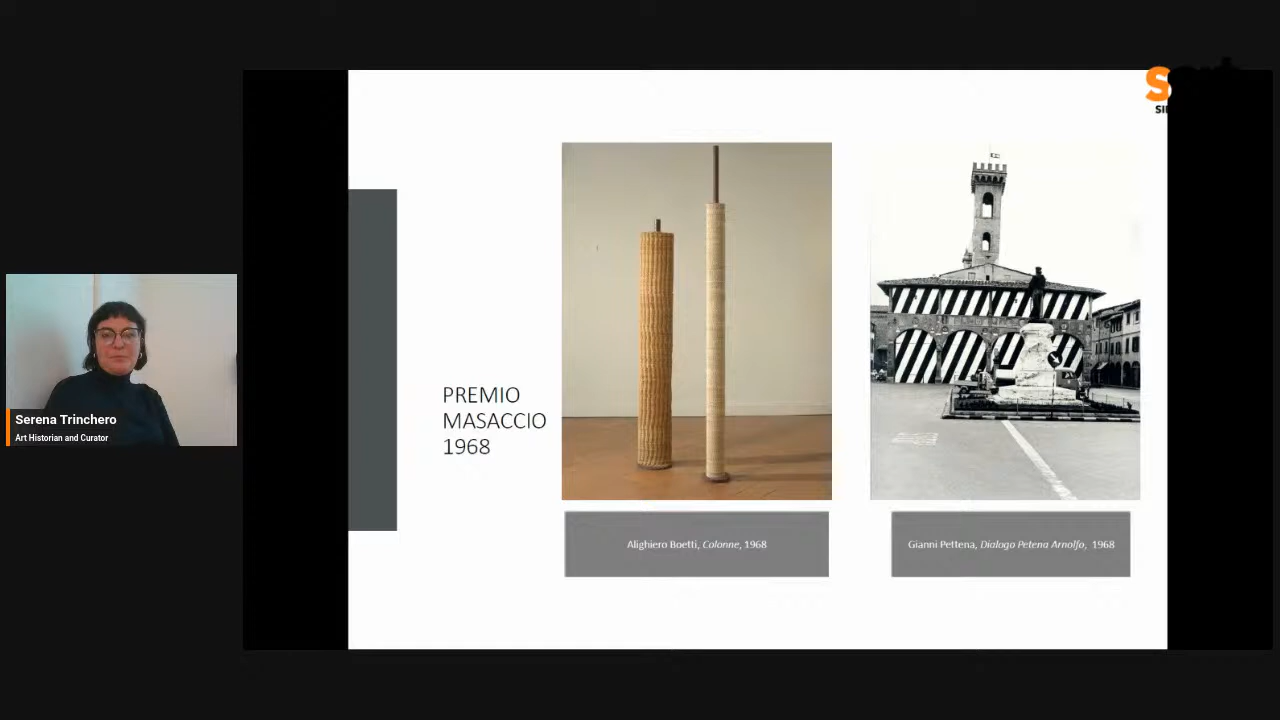 Serena Trinchero
Art Historian and Curator
PREMIO
MASACCIO
1968
Alighiero Boetti, Colonne, 1968
Gianni Pettena, Dialogo Petena Arnolfo, 1968